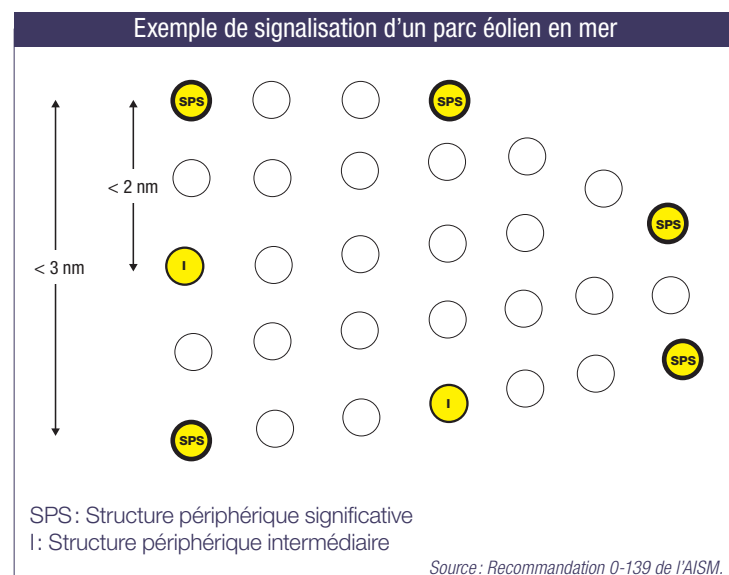 Exemple de signalisation d'un parc éolien en mer
SPS
SPS
< 2 nm
SPS
< 3 nm
I
SPS
I
SPS
SPS : Structure périphérique significative
I : Structure périphérique intermédiaire
Source : Recommandation 0-139 de l'AISM.